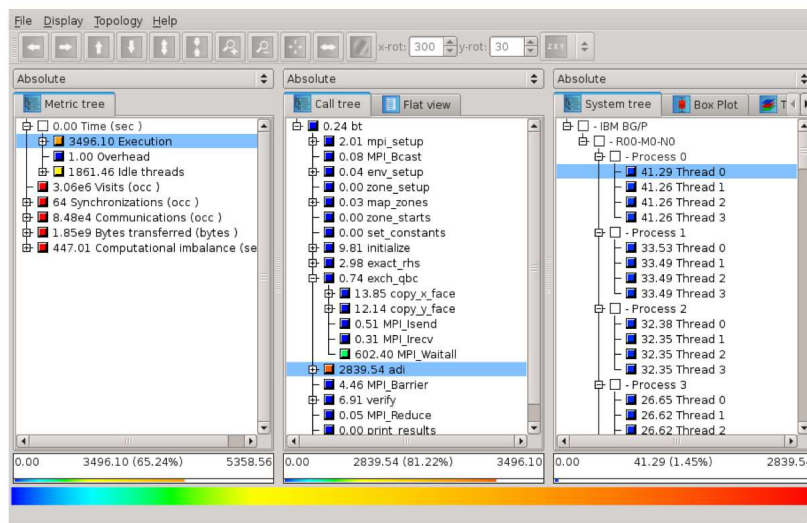 File Display Topology Help
x-rot: 300 y-rot: 30
Absolute
Metric tree
0.00 Time (sec )
3496.10 Execution
1.00 Overhead
1861.46 Idle threads
3.06e6 Visits (occ )
64 Synchronizations (occ )
8.48e4 Communications (occ )
1.85e9 Bytes transferred (bytes )
447.01 Computational imbalance (se
0.00 3496.10 (65.24%) 5358.56
Absolute
Call tree Flat view
0.24 bt
2.01 mpi_setup
0.08 MPI_Bcast
0.04 env_setup
0.00 zone_setup
0.03 map_zones
0.00 zone_starts
0.00 set_constants
9.81 initialize
2.98 exact_rhs
0.74 exch_qbc
13.85 copy_x_face
12.14 copy_y_face
0.51 MPI_Isend
0.31 MPI_Irecv
602.40 MPI_Waitall
2839.54 adi
4.46 MPI_Barrier
6.91 verify
0.05 MPI_Reduce
0.00 print_results
0.00 2839.54 (81.22%) 3496.10
Absolute
System tree Box Plot T
- IBM BG/P
- R00-M0-N0
- Process 0
41.29 Thread 0
41.26 Thread 1
41.26 Thread 2
41.26 Thread 3
- Process 1
33.53 Thread 0
33.49 Thread 1
33.49 Thread 2
33.49 Thread 3
- Process 2
32.38 Thread 0
32.35 Thread 1
32.35 Thread 2
32.35 Thread 3
- Process 3
26.65 Thread 0
26.62 Thread 1
26.62 Thread 2
0.00 41.29 (1.45%) 2839.54